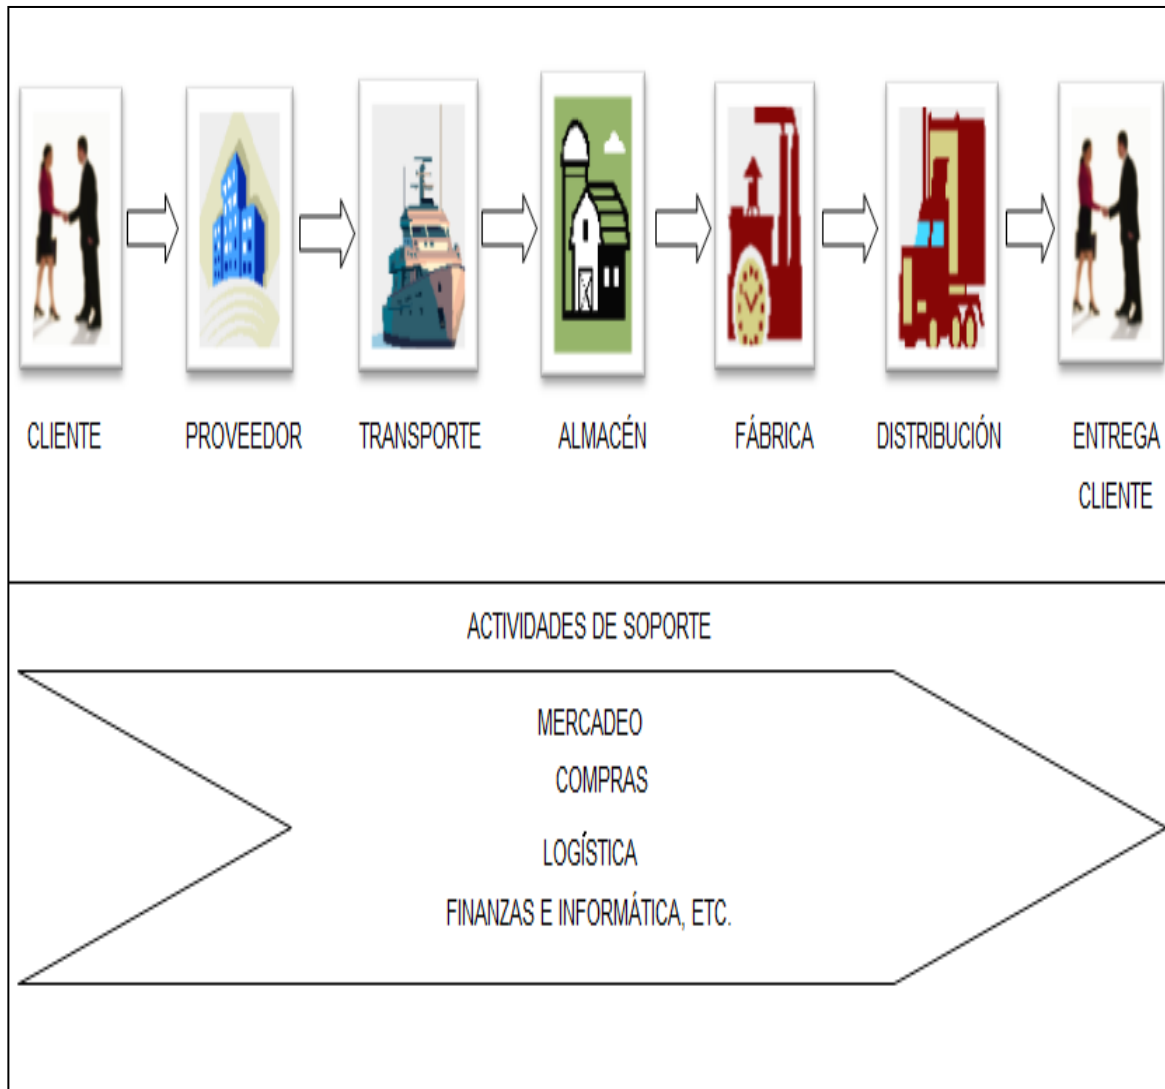 CLIENTE PROVEEDOR TRANSPORTE ALMACÉN FÁBRICA DISTRIBUCIÓN ENTREGA
CLIENTE
ACTIVIDADES DE SOPORTE
MERCADEO
COMPRAS
LOGÍSTICA
FINANZAS E INFORMÁTICA, ETC.